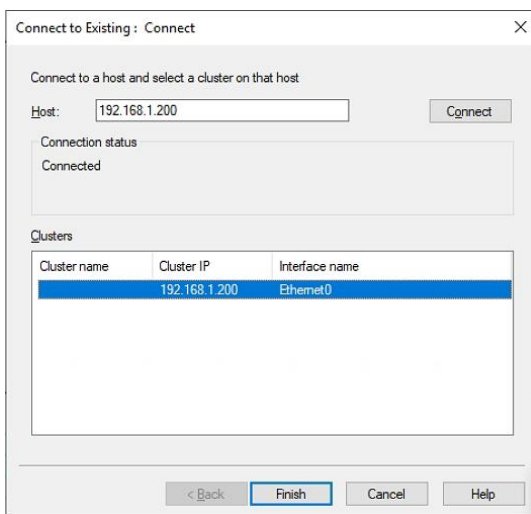 Connect to Existing : Connect
Connect to a host and select a cluster on that host
Host: 192.168.1.200 Connect
Connection status
Connected
Clusters
Cluster name Cluster IP Interface name
192.168.1.200 Ethernet0
< Back Finish Cancel Help